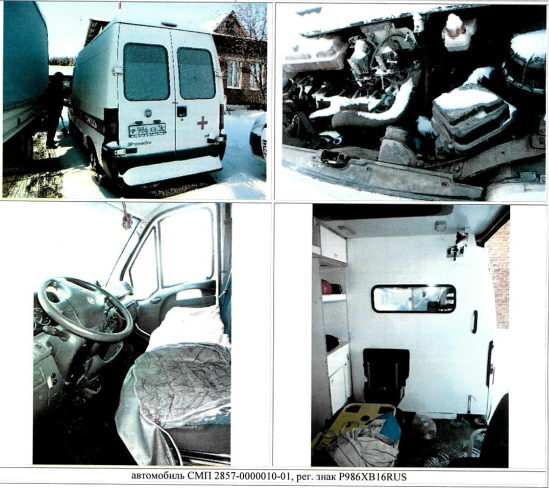 Р 986 ХВ 16
автомобиль СМП 2857-0000010-01, рег. знак Р986ХВ16RUS